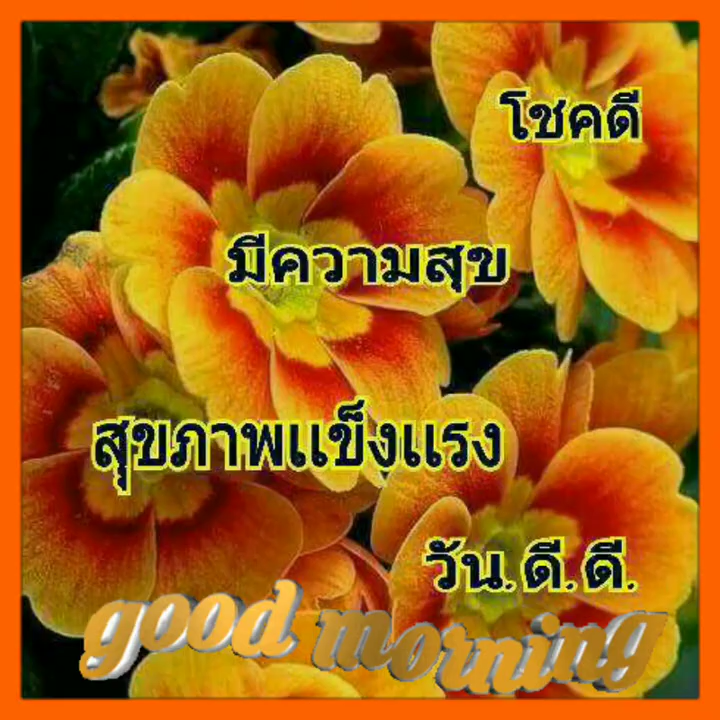 โชคดี
มีความสุข
สุขภาพแข็งแรง
วัน.ดี.ดี.
good morning